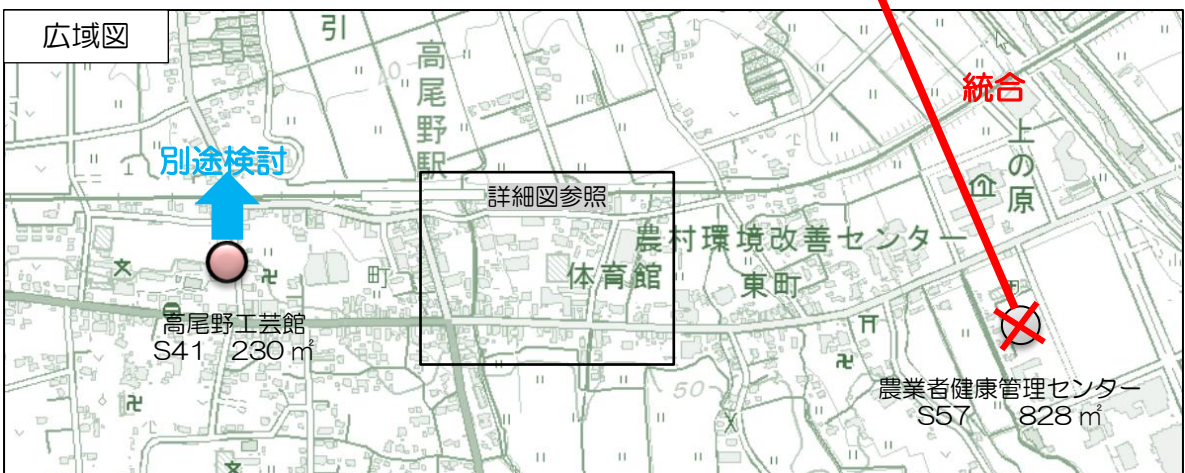 広域図
引
高尾野駅
統合
上の原
別途検討
詳細図参照
農村環境改善センター
体育館
東町
町
高尾野工芸館
S41 230㎡
50
農業者健康管理センター
S57 828㎡